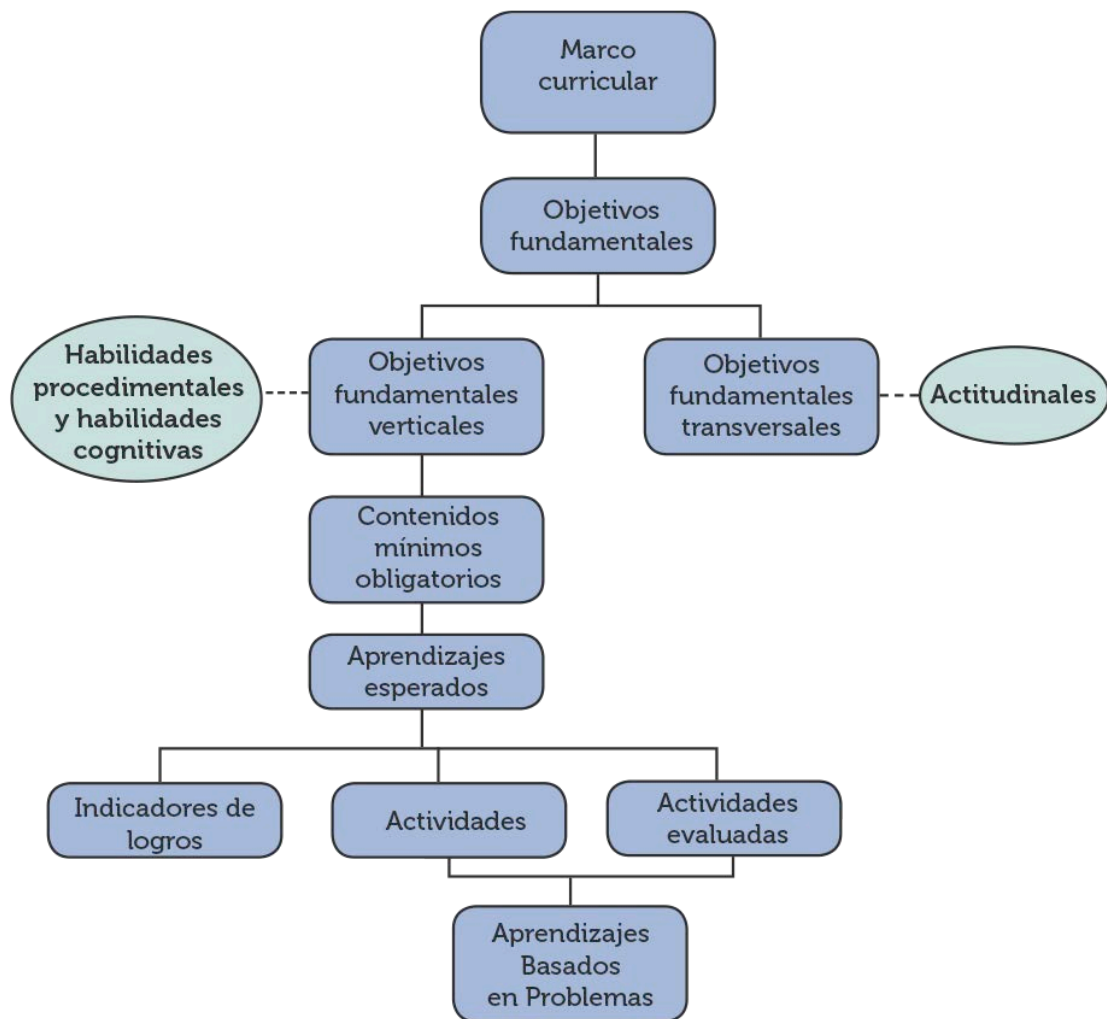 Marco
curricular
Objetivos
fundamentales
Habilidades
procedimentales
y habilidades
cognitivas
Objetivos
fundamentales
verticales
Objetivos
fundamentales
transversales
Actitudinales
Contenidos
mínimos
obligatorios
Aprendizajes
esperados
Indicadores de
logros
Actividades
Actividades
evaluadas
Aprendizajes
Basados
en Problemas